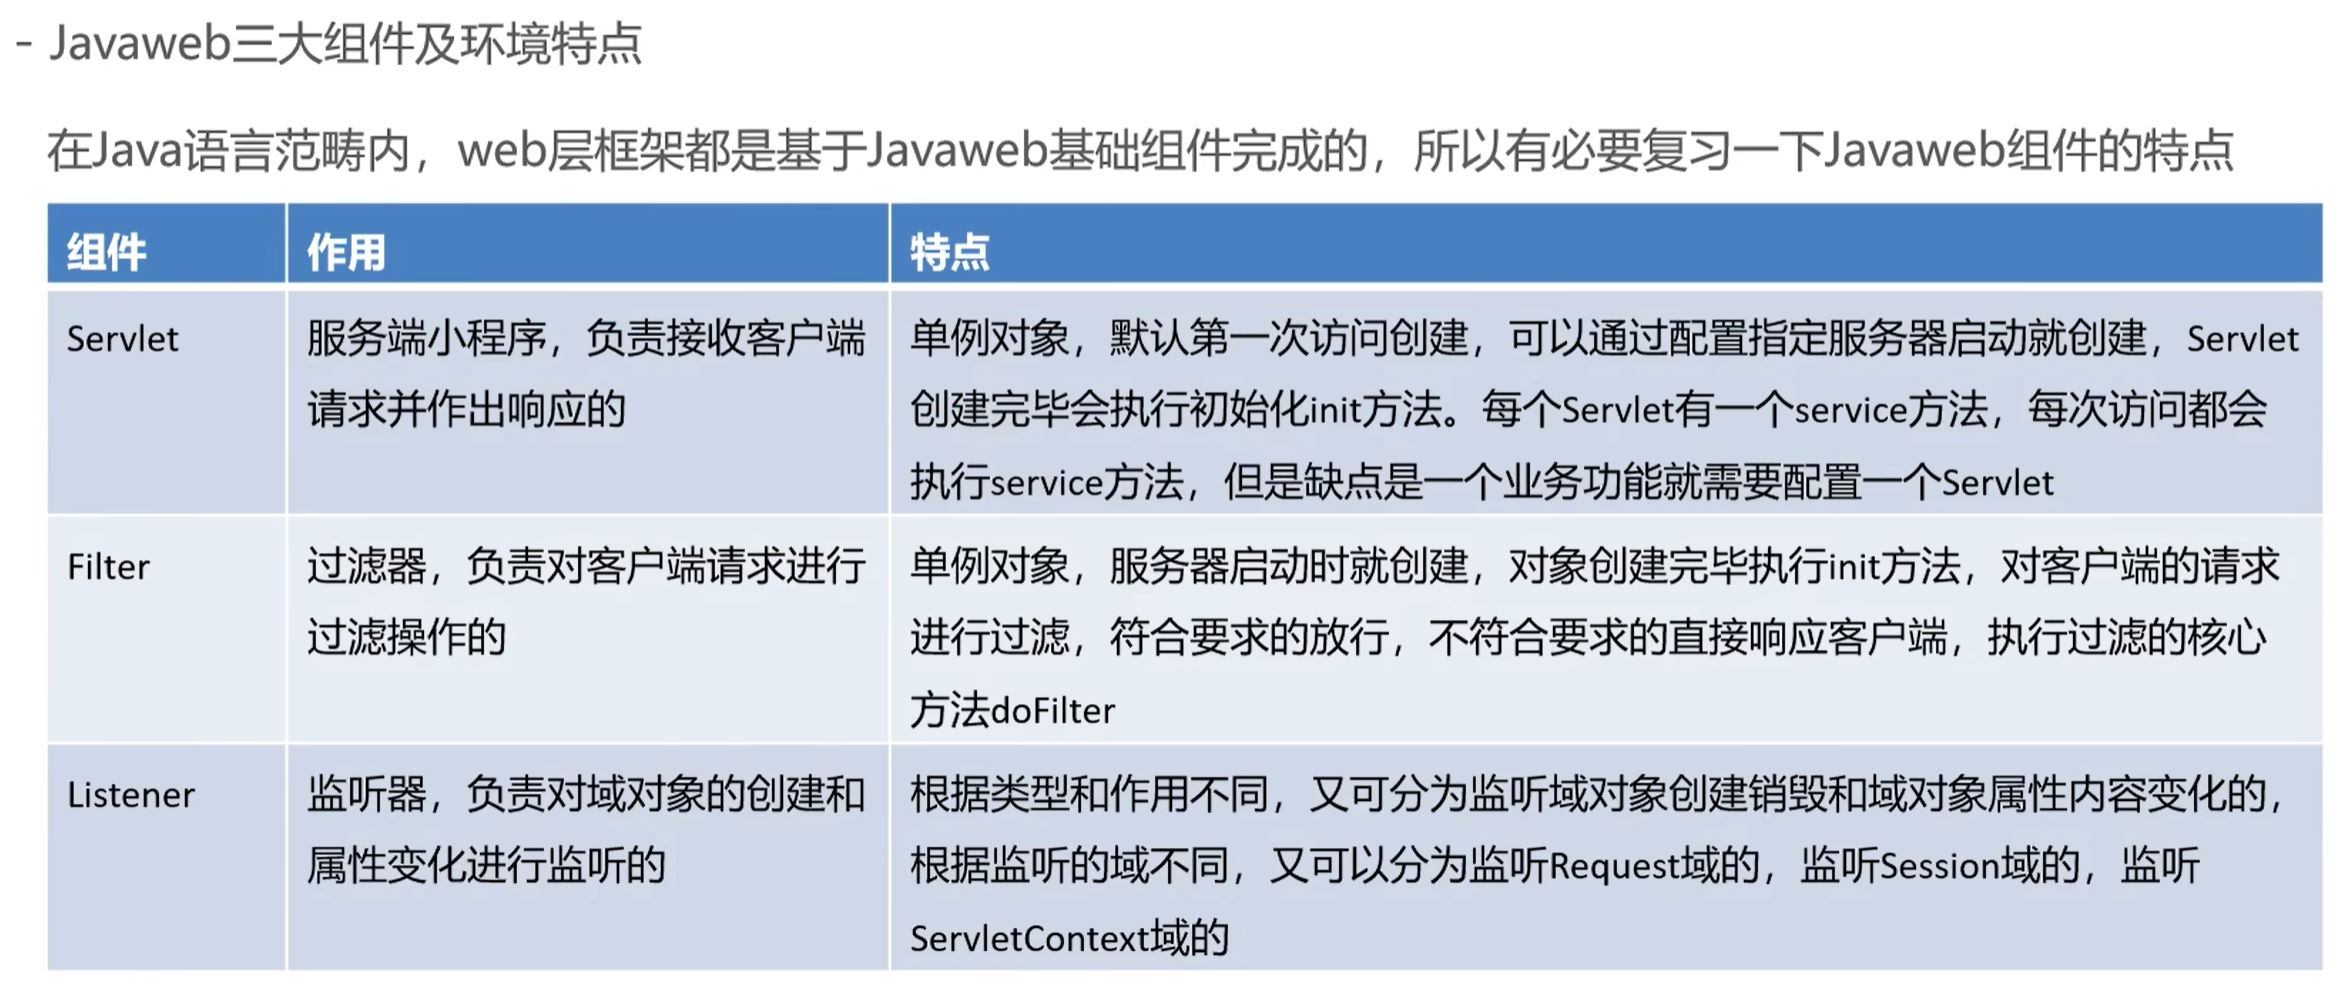 - Javaweb三大组件及环境特点
在Java语言范畴内，web层框架都是基于Javaweb基础组件完成的，所以有必要复习一下Javaweb组件的特点
组件 作用 特点
Servlet
服务端小程序，负责接收客户端
请求并作出响应的
单例对象，默认第一次访问创建，可以通过配置指定服务器启动就创建，Servlet
创建完毕会执行初始化init方法。每个Servlet有一个service方法，每次访问都会
执行service方法，但是缺点是一个业务功能就需要配置一个Servlet
Filter
过滤器，负责对客户端请求进行
过滤操作的
单例对象，服务器启动时就创建，对象创建完毕执行init方法，对客户端的请求
进行过滤，符合要求的放行，不符合要求的直接响应客户端，执行过滤的核心
方法doFilter
Listener
监听器，负责对域对象的创建和
属性变化进行监听的
根据类型和作用不同，又可分为监听域对象创建销毁和域对象属性内容变化的，
根据监听的域不同，又可以分为监听Request域的，监听Session域的，监听
ServletContext域的